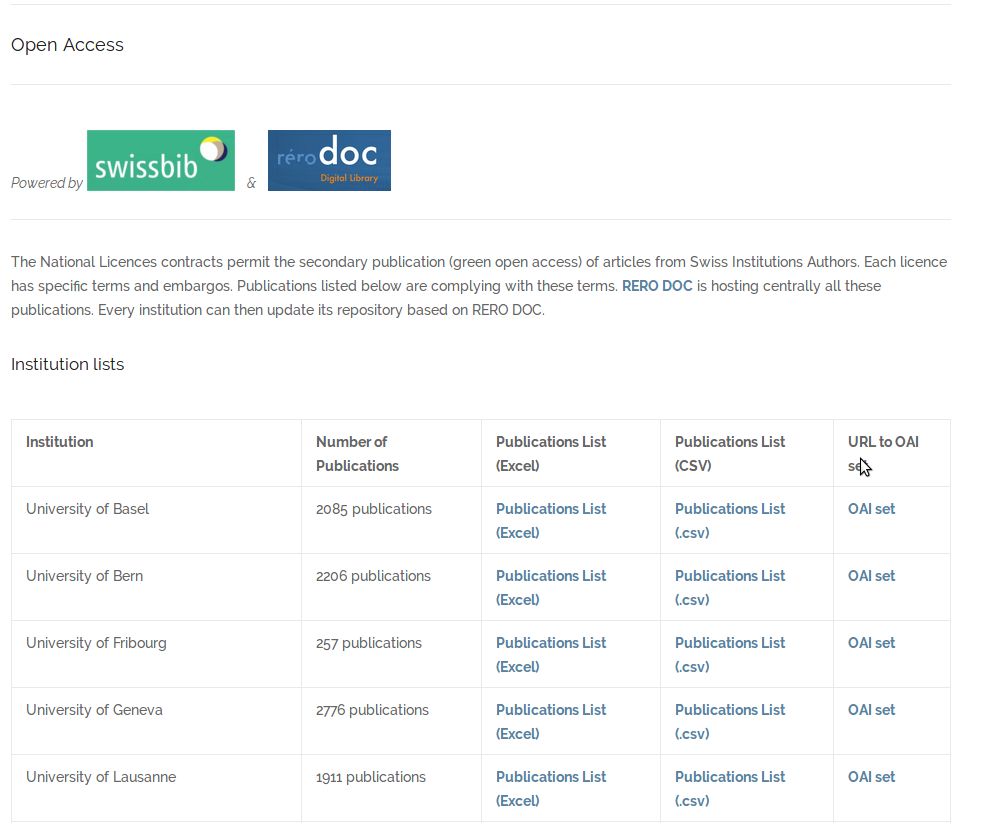 Open Access
Powered by swissbib & réro doc
Digital Library
The National Licences contracts permit the secondary publication (green open access) of articles from Swiss Institutions Authors. Each licence
has specific terms and embargos. Publications listed below are complying with these terms. RERO DOC is hosting centrally all these
publications. Every institution can then update its repository based on RERO DOC.
Institution lists
Institution Number of Publications List Publications List URL to OAI
Publications (Excel) (CSV) set
University of Basel 2085 publications Publications List Publications List OAI set
(Excel) (.csv)
University of Bern 2206 publications Publications List Publications List OAI set
(Excel) (.csv)
University of Fribourg 257 publications Publications List Publications List OAI set
(Excel) (.csv)
University of Geneva 2776 publications Publications List Publications List OAI set
(Excel) (.csv)
University of Lausanne 1911 publications Publications List Publications List OAI set
(Excel) (.csv)